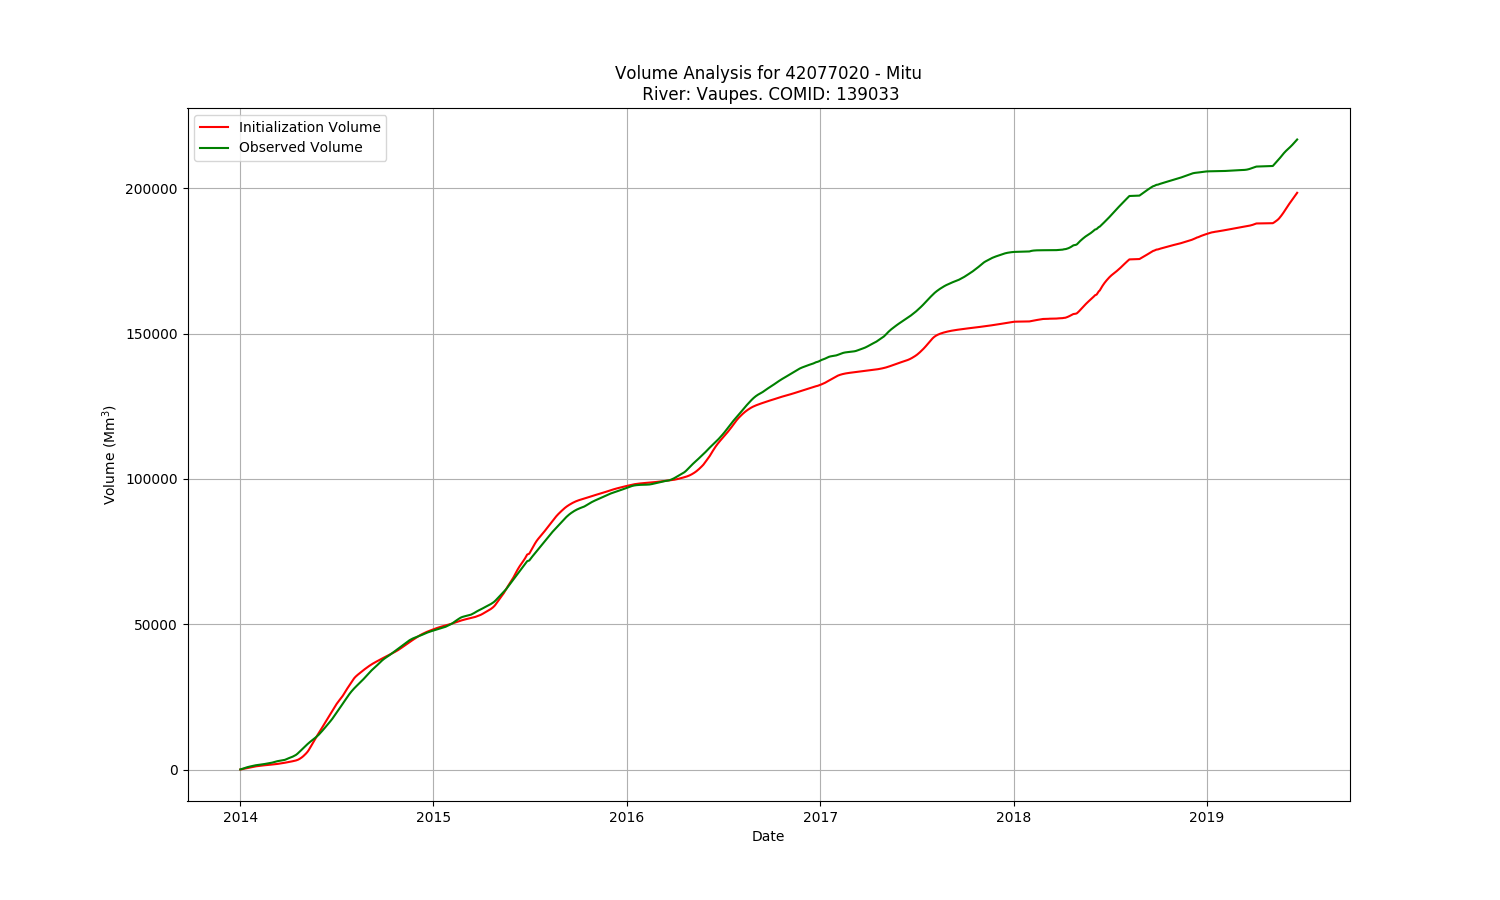 Volume Analysis for 42077020 - Mitu
River: Vaupes. COMID: 139033
Initialization Volume
Observed Volume
200000
150000
100000
50000
0
Volume (Mm³)
2014 2015 2016 2017 2018 2019
Date